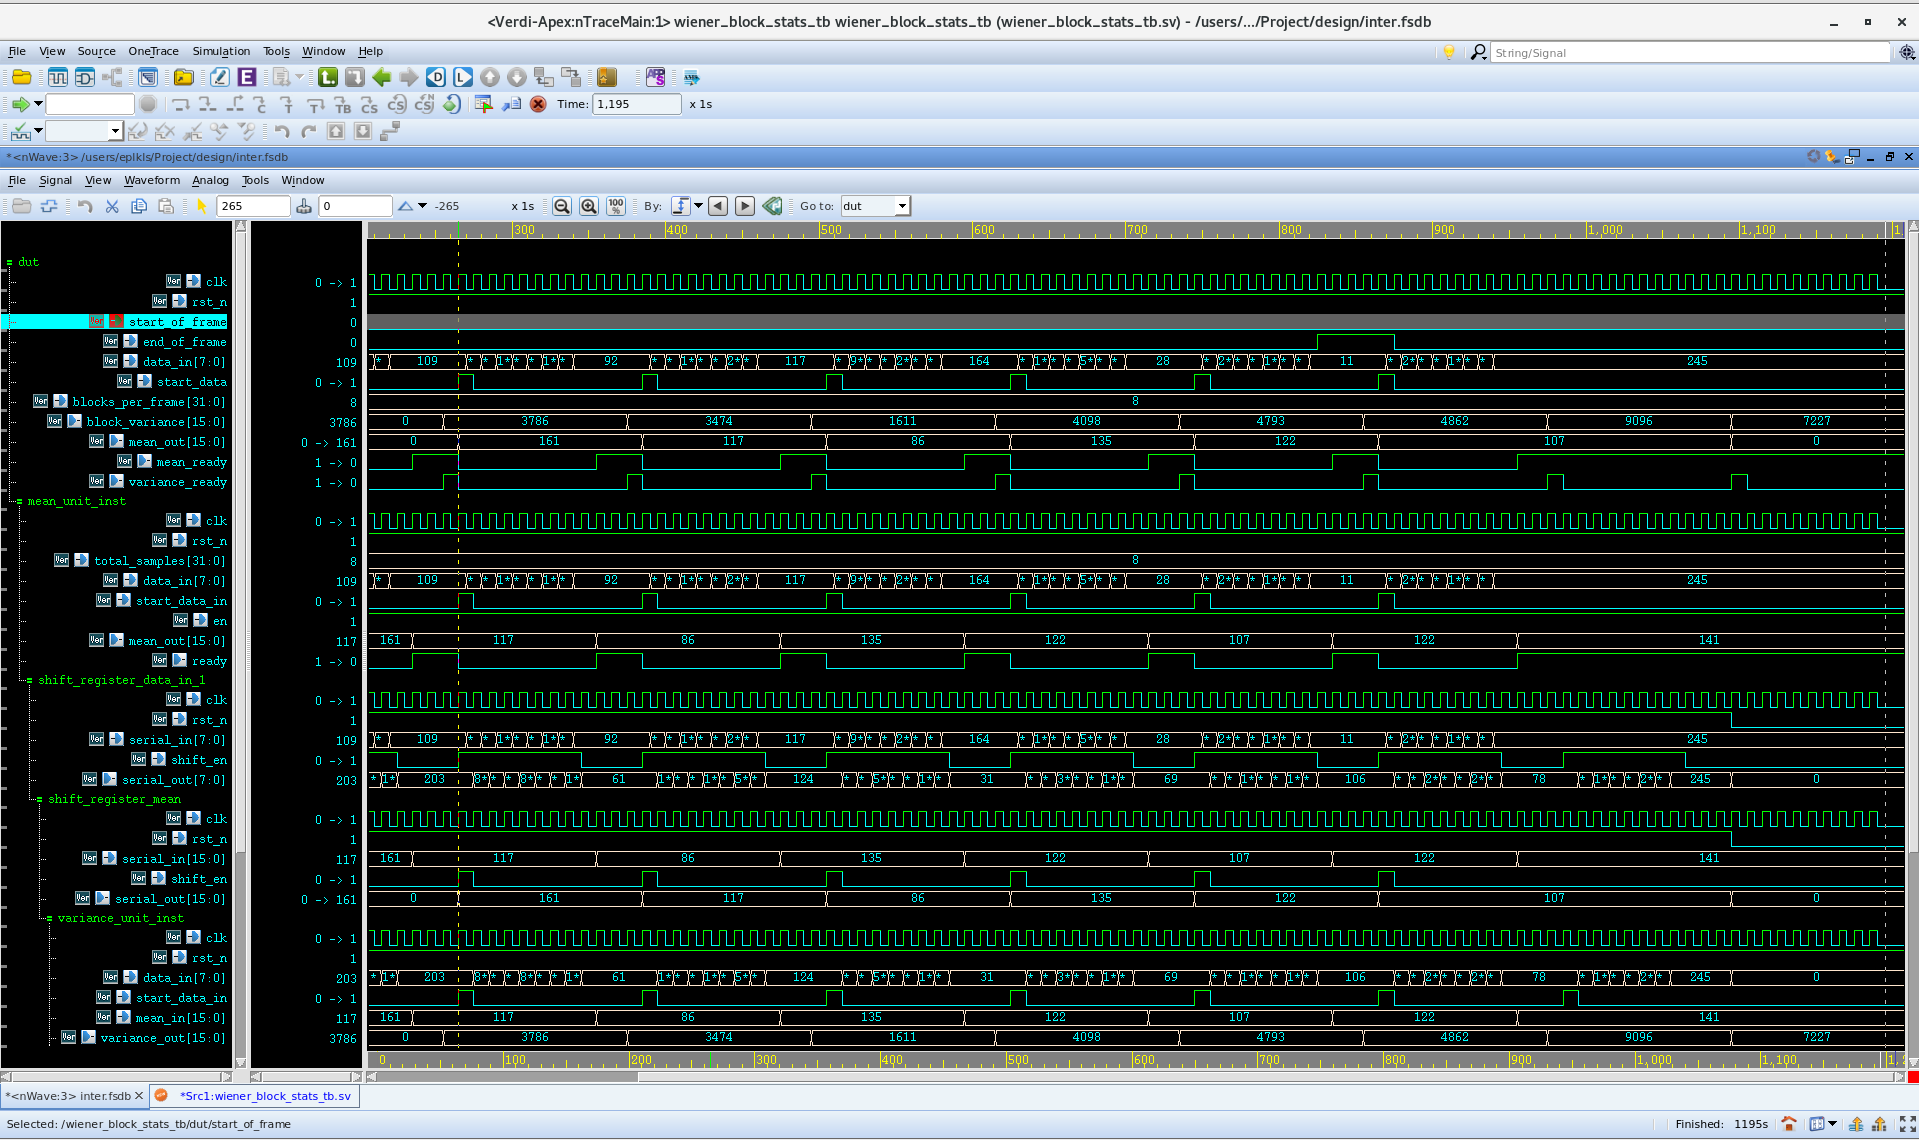 <Verdi-Apex:nTraceMain:1> wiener_block_stats_tb wiener_block_stats_tb (wiener_block_stats_tb.sv) - /users/.../Project/design/inter.fsdb
File View Source OneTrace Simulation Tools Window Help
String/Signal
Time: 1,195 x 1s
*<nWave:3> /users/eplkls/Project/design/inter.fsdb
File Signal View Waveform Analog Tools Window
265 0 -265 x 1s By: Go to: dut
300 400 500 600 700 800 900 1,000 1,100
dut
clk 0 -> 1
rst_n 1
start_of_frame 0
end_of_frame 0
data_in[7:0] 109 109 92 117 164 28 11 245
start_data 0 -> 1
blocks_per_frame[31:0] 8 8
block_variance[15:0] 3786 0 3786 3474 1611 4098 4793 4862 9096 7227
mean_out[15:0] 0 -> 161 0 161 117 86 135 122 107 0
mean_ready 1 -> 0
variance_ready 1 -> 0
mean_unit_inst
clk 0 -> 1
rst_n 1
total_samples[31:0] 8 8
data_in[7:0] 109 109 92 117 164 28 11 245
start_data_in 0 -> 1
en 1
mean_out[15:0] 117 161 117 86 135 122 107 122 141
ready 1 -> 0
shift_register_data_in_1
clk 0 -> 1
rst_n 1
serial_in[7:0] 109 109 92 117 164 28 11 245
shift_en 0 -> 1
serial_out[7:0] 203 203 61 124 31 69 106 78 245 0
shift_register_mean
clk 0 -> 1
rst_n 1
serial_in[15:0] 117 161 117 86 135 122 107 122 141
shift_en 0 -> 1
serial_out[15:0] 0 -> 161 0 161 117 86 135 122 107 0
variance_unit_inst
clk 0 -> 1
rst_n 1
data_in[7:0] 203 203 61 124 31 69 106 78 245 0
start_data_in 0 -> 1
mean_in[15:0] 117 161 117 86 135 122 107 122 141
variance_out[15:0] 3786 0 3786 3474 1611 4098 4793 4862 9096 7227
0 100 200 300 400 500 600 700 800 900 1,000 1,100
*<nWave:3> inter.fsdb *Src1:wiener_block_stats_tb.sv
Selected: /wiener_block_stats_tb/dut/start_of_frame Finished: 1195s